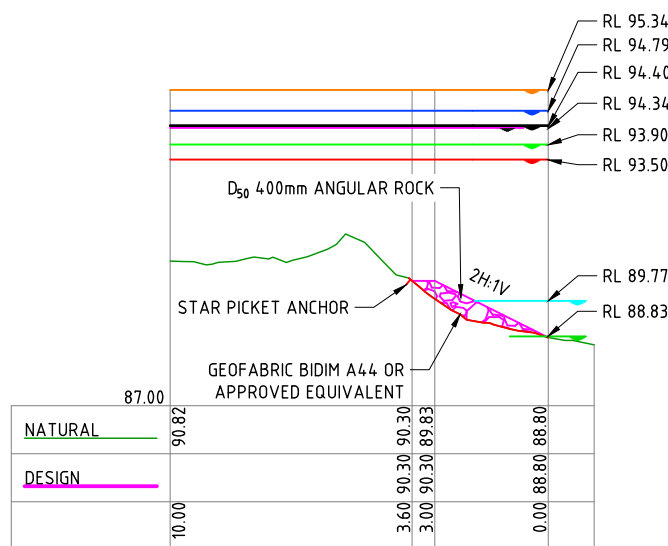 RL 95.34
RL 94.79
RL 94.40
RL 94.34
RL 93.90
RL 93.50
D50 400mm ANGULAR ROCK
2H:1V
RL 89.77
STAR PICKET ANCHOR
RL 88.83
GEOFABRIC BIDIM A44 OR
APPROVED EQUIVALENT
87.00
NATURAL
90.82
90.30
89.83
88.80
DESIGN
90.30
90.30
88.80
10.00
3.60
3.00
0.00